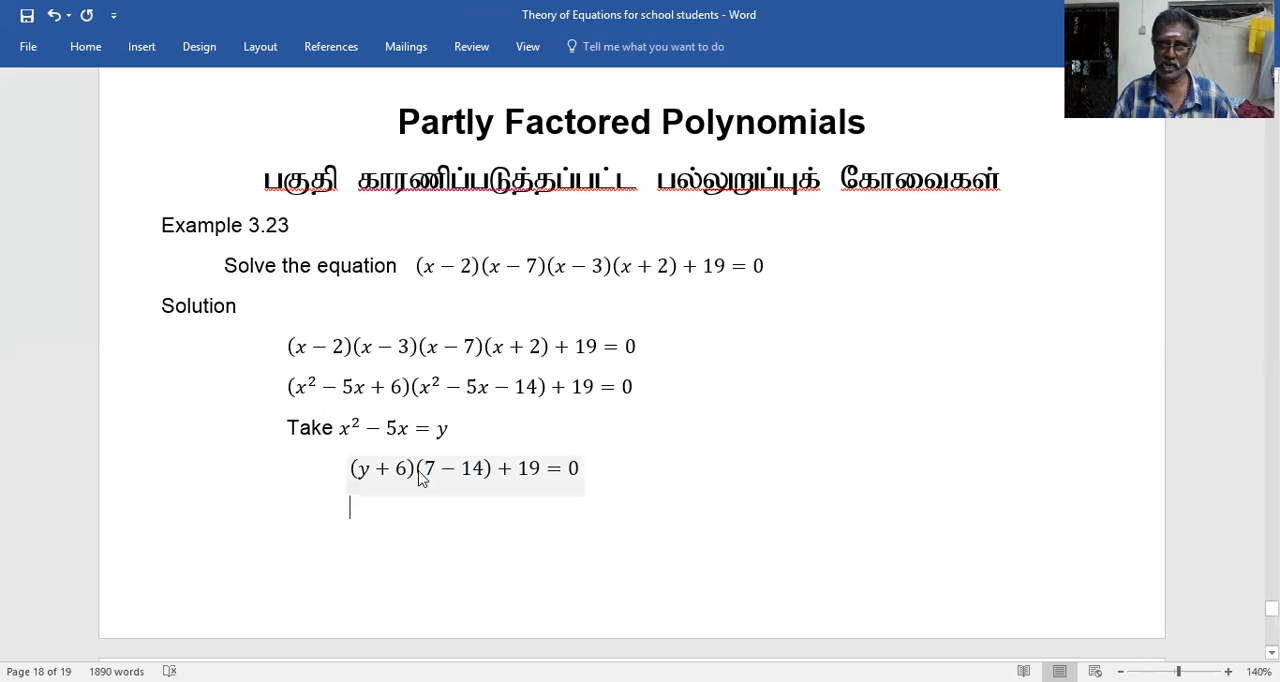 Theory of Equations for school students - Word
File Home Insert Design Layout References Mailings Review View Tell me what you want to do
Partly Factored Polynomials
பகுதி காரணிப்படுத்தப்பட்ட பல்லுறுப்புக் கோவைகள்
Example 3.23
Solve the equation (x − 2)(x − 7)(x − 3)(x + 2) + 19 = 0
Solution
(x − 2)(x − 3)(x − 7)(x + 2) + 19 = 0
(x² − 5x + 6)(x² − 5x − 14) + 19 = 0
Take x² − 5x = y
(y + 6)(7 − 14) + 19 = 0
Page 18 of 19 1890 words 140%